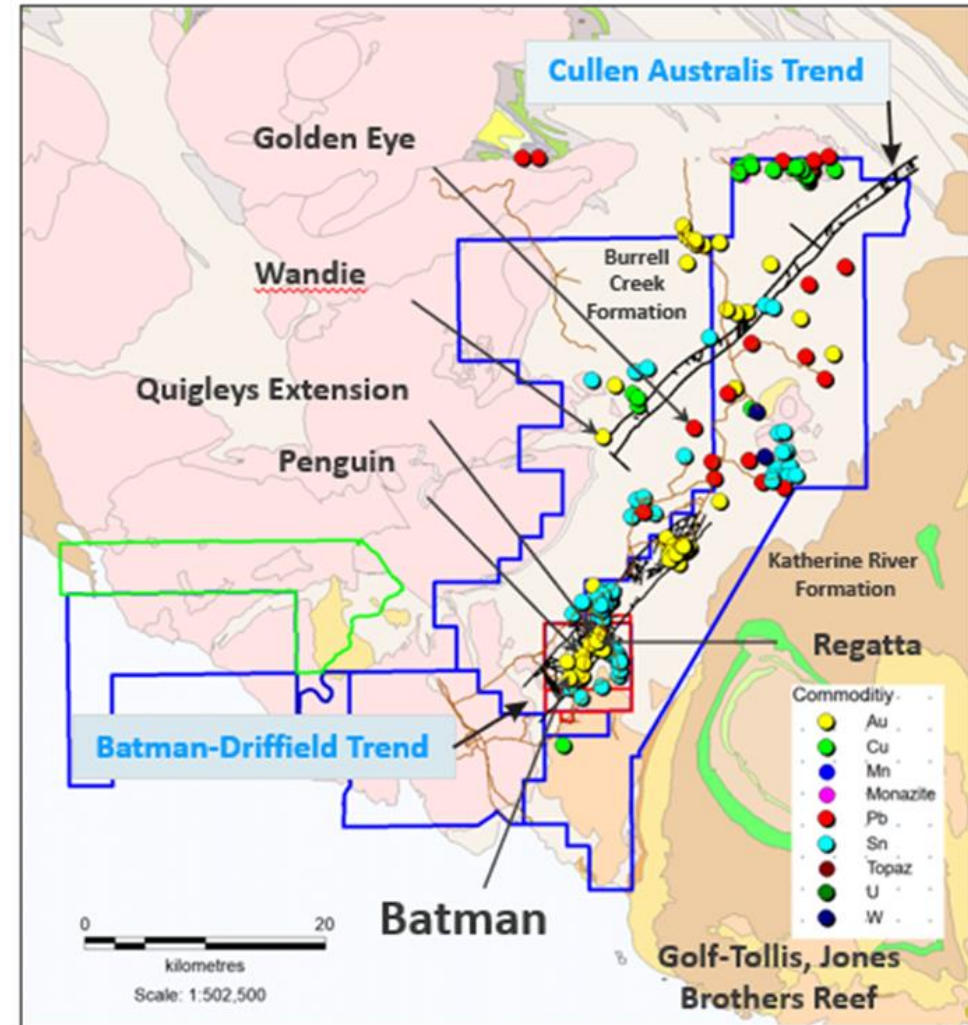 Cullen Australis Trend
Golden Eye
Wandie
Burrell
Creek
Formation
Quigleys Extension
Penguin
Katherine River
Formation
Regatta
Batman-Driffield Trend
Commoditiy
Au
Cu
Mn
Monazite
Pb
Sn
Topaz
U
W
Batman
0 20
kilometres
Scale: 1:502,500
Golf-Tollis, Jones
Brothers Reef